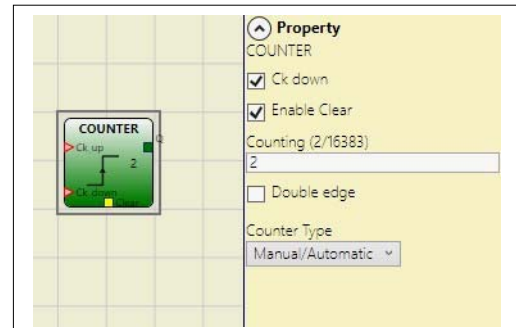 COUNTER
Ck up
Q
2
Ck down
Clear
Property
COUNTER
Ck down
Enable Clear
Counting (2/16383)
2
Double edge
Counter Type
Manual/Automatic